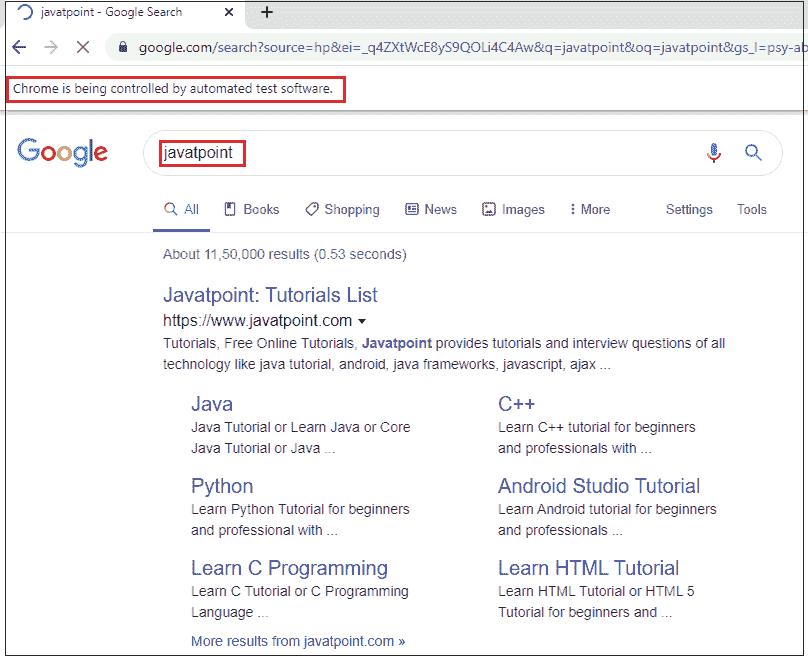 javatpoint - Google Search
google.com/search?source=hp&ei=_q4ZXtWcE8yS9QOLi4C4Aw&q=javatpoint&oq=javatpoint&gs_l=psy-ab
Chrome is being controlled by automated test software.
Google javatpoint
All Books Shopping News Images More Settings Tools
About 11,50,000 results (0.53 seconds)
Javatpoint: Tutorials List
https://www.javatpoint.com
Tutorials, Free Online Tutorials, Javatpoint provides tutorials and interview questions of all
technology like java tutorial, android, java frameworks, javascript, ajax ...
Java
Java Tutorial or Learn Java or Core
Java Tutorial or Java ...
C++
Learn C++ tutorial for beginners
and professionals with ...
Python
Learn Python Tutorial for beginners
and professional with ...
Android Studio Tutorial
Learn Android tutorial for beginners
and professionals ...
Learn C Programming
Learn C Tutorial or C Programming
Language ...
Learn HTML Tutorial
Learn HTML Tutorial or HTML 5
Tutorial for beginners and ...
More results from javatpoint.com »